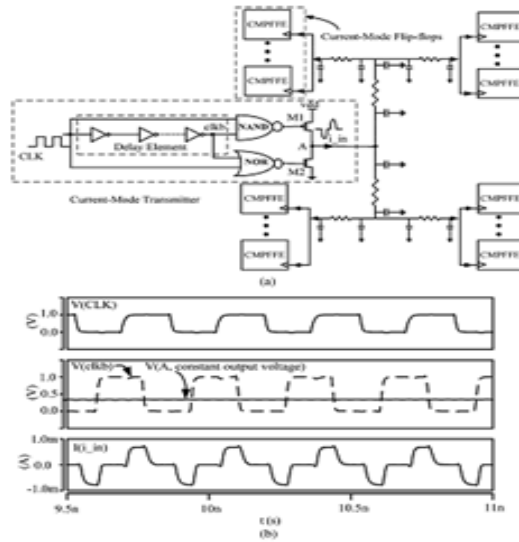 CMPFFE
CMPFFE
Current-Mode Flip-flops
CMPFFE
CMPFFE
CLK
Delay Element
clkb
NAND
NOR
M1
vdd
A
i_in
M2
Current-Mode Transmitter
CMPFFE
CMPFFE
CMPFFE
CMPFFE
(a)
V(CLK)
(V)
1.0
0.0
V(clkb)
V(A, constant output voltage)
(V)
1.0
0.5
0.0
I(i_in)
(A)
1.0m
0.0
-1.0m
9.5n
10n
10.5n
11n
t (s)
(b)